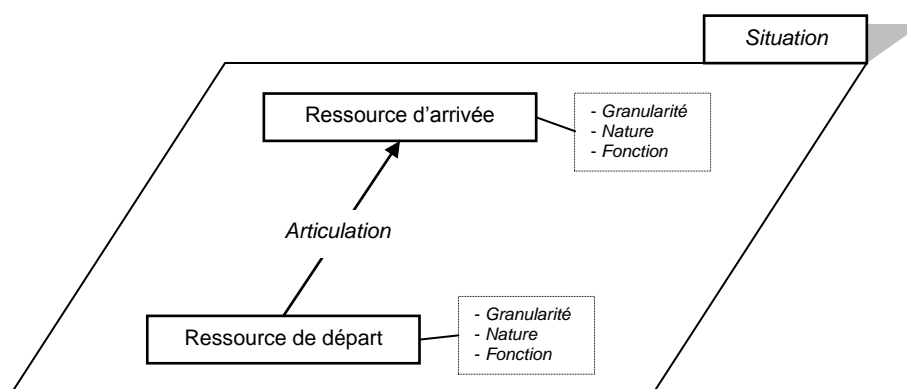 Situation
Ressource d'arrivée
- Granularité
- Nature
- Fonction
Articulation
Ressource de départ
- Granularité
- Nature
- Fonction